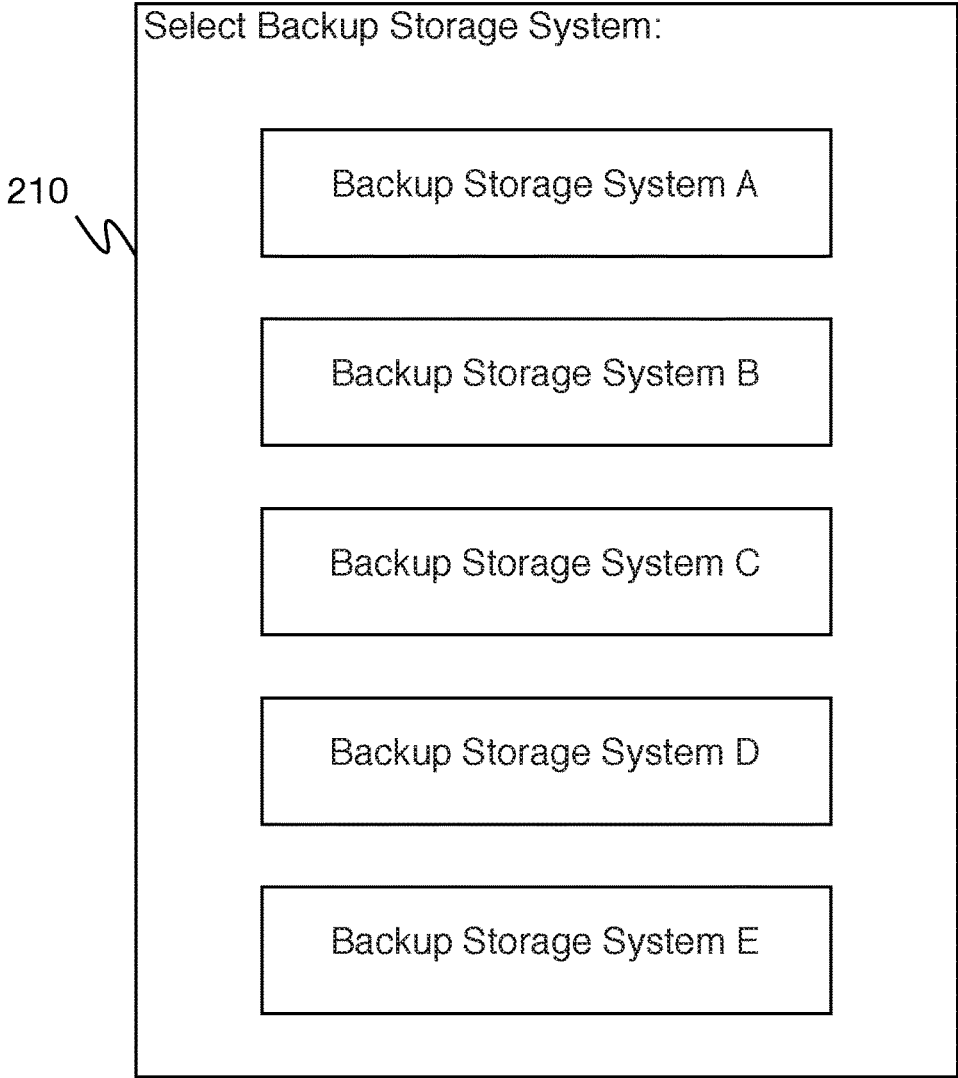 Select Backup Storage System:
Backup Storage System A
210
Backup Storage System B
Backup Storage System C
Backup Storage System D
Backup Storage System E